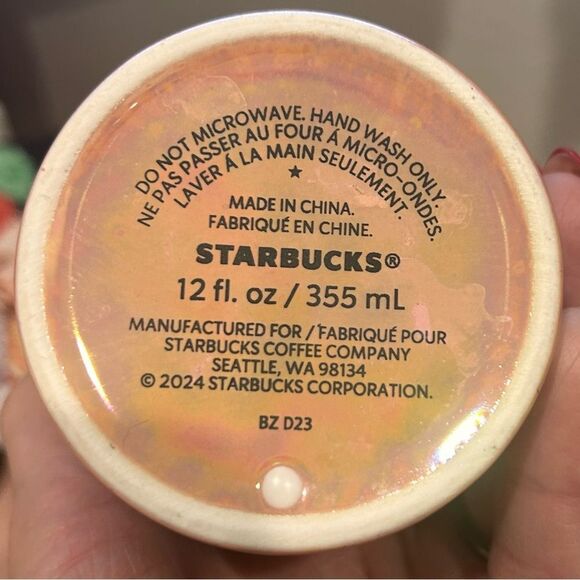 DO NOT MICROWAVE. HAND WASH ONLY.
NE PAS PASSER AU FOUR À MICRO-ONDES.
LAVER À LA MAIN SEULEMENT.
★
MADE IN CHINA.
FABRIQUÉ EN CHINE.
STARBUCKS®
12 fl. oz / 355 mL
MANUFACTURED FOR / FABRIQUÉ POUR
STARBUCKS COFFEE COMPANY
SEATTLE, WA 98134
© 2024 STARBUCKS CORPORATION.
BZ D23